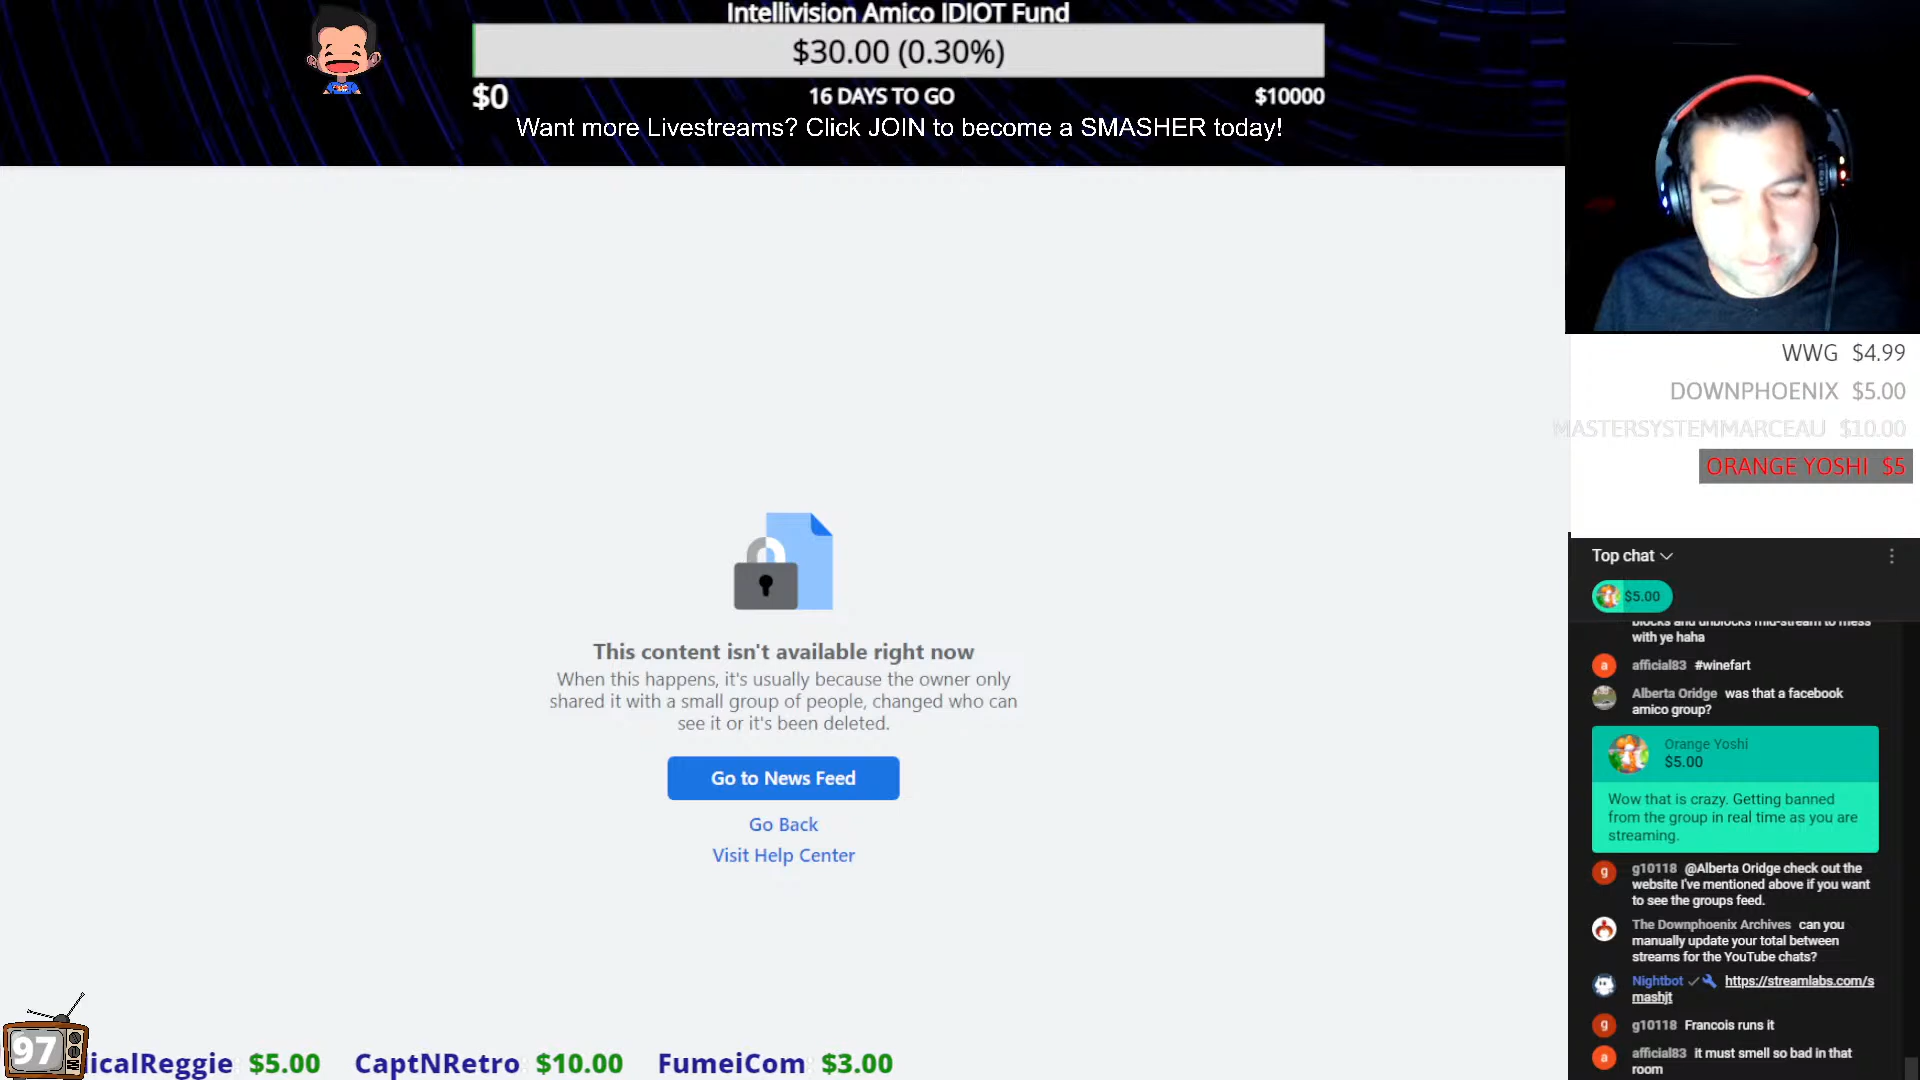 Intellivision Amico IDIOT Fund
$30.00 (0.30%)
$0
16 DAYS TO GO
$10000
Want more Livestreams? Click JOIN to become a SMASHER today!
This content isn't available right now
When this happens, it's usually because the owner only
shared it with a small group of people, changed who can
see it or it's been deleted.
Go to News Feed
Go Back
Visit Help Center
WWG $4.99
DOWNPHOENIX $5.00
MASTERSYSTEMMARCEAU $10.00
ORANGE YOSHI $5
Top chat
$5.00
blocks and unblocks mid-stream to mess
with ye haha
a afficial83 #winefart
Alberta Oridge was that a facebook
amico group?
Orange Yoshi
$5.00
Wow that is crazy. Getting banned
from the group in real time as you are
streaming.
g g10118 @Alberta Oridge check out the
website I've mentioned above if you want
to see the groups feed.
The Downphoenix Archives can you
manually update your total between
streams for the YouTube chats?
Nightbot https://streamlabs.com/s
mashjt
g g10118 Francois runs it
a afficial83 it must smell so bad in that
room
97
icalReggie $5.00 CaptNRetro $10.00 FumeiCom $3.00